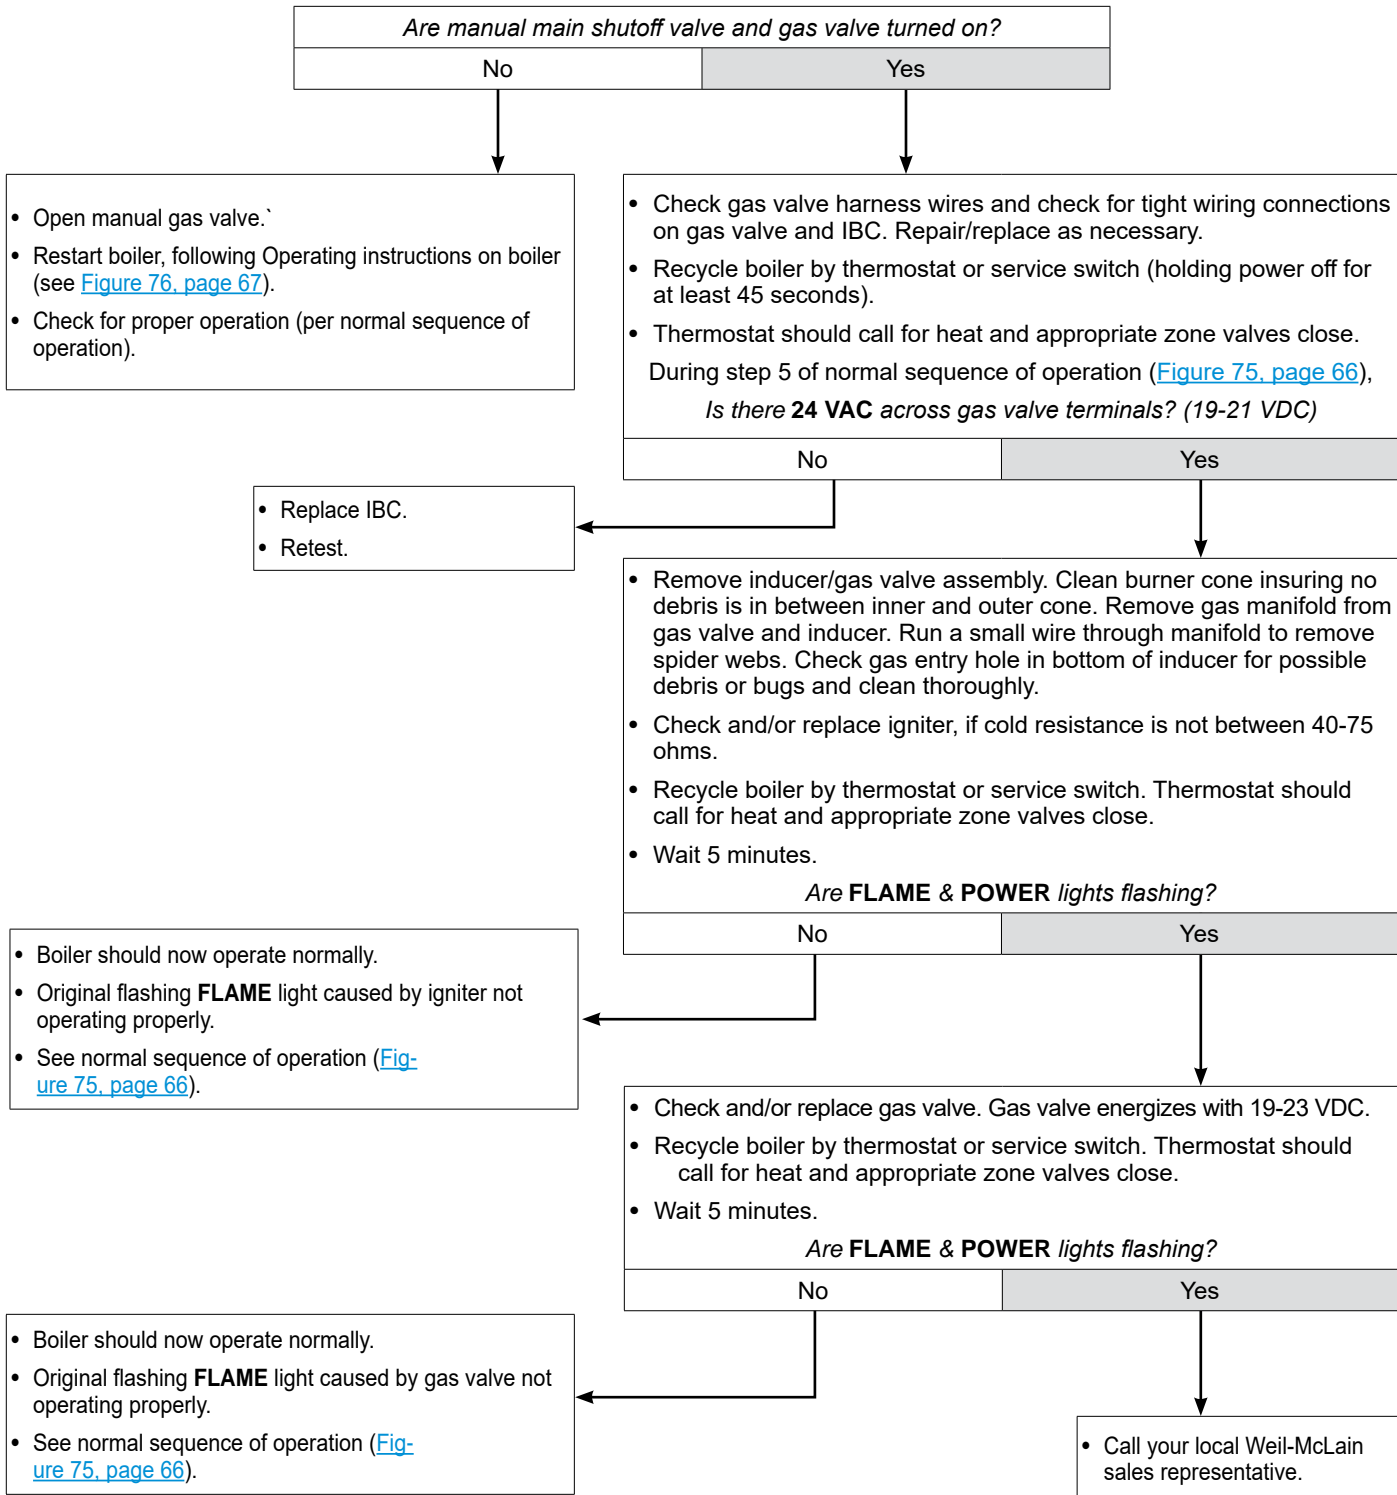 Are manual main shutoff valve and gas valve turned on?
No
Yes
• Open manual gas valve.`
• Restart boiler, following Operating instructions on boiler
(see Figure 76, page 67).
• Check for proper operation (per normal sequence of
operation).
• Check gas valve harness wires and check for tight wiring connections
on gas valve and IBC. Repair/replace as necessary.
• Recycle boiler by thermostat or service switch (holding power off for
at least 45 seconds).
• Thermostat should call for heat and appropriate zone valves close.
During step 5 of normal sequence of operation (Figure 75, page 66),
Is there 24 VAC across gas valve terminals? (19-21 VDC)
No
Yes
• Replace IBC.
• Retest.
• Remove inducer/gas valve assembly. Clean burner cone insuring no
debris is in between inner and outer cone. Remove gas manifold from
gas valve and inducer. Run a small wire through manifold to remove
spider webs. Check gas entry hole in bottom of inducer for possible
debris or bugs and clean thoroughly.
• Check and/or replace igniter, if cold resistance is not between 40-75
ohms.
• Recycle boiler by thermostat or service switch. Thermostat should
call for heat and appropriate zone valves close.
• Wait 5 minutes.
Are FLAME & POWER lights flashing?
No
Yes
• Boiler should now operate normally.
• Original flashing FLAME light caused by igniter not
operating properly.
• See normal sequence of operation (Fig-
ure 75, page 66).
• Check and/or replace gas valve. Gas valve energizes with 19-23 VDC.
• Recycle boiler by thermostat or service switch. Thermostat should
call for heat and appropriate zone valves close.
• Wait 5 minutes.
Are FLAME & POWER lights flashing?
No
Yes
• Boiler should now operate normally.
• Original flashing FLAME light caused by gas valve not
operating properly.
• See normal sequence of operation (Fig-
ure 75, page 66).
• Call your local Weil-McLain
sales representative.